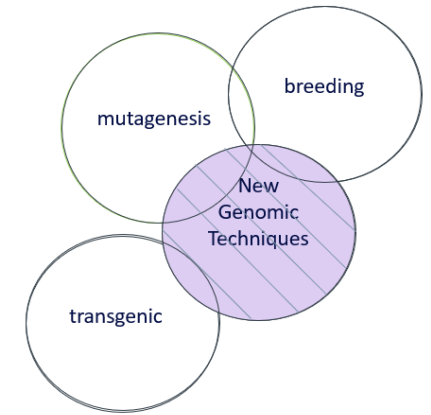 breeding
mutagenesis
New
Genomic
Techniques
transgenic